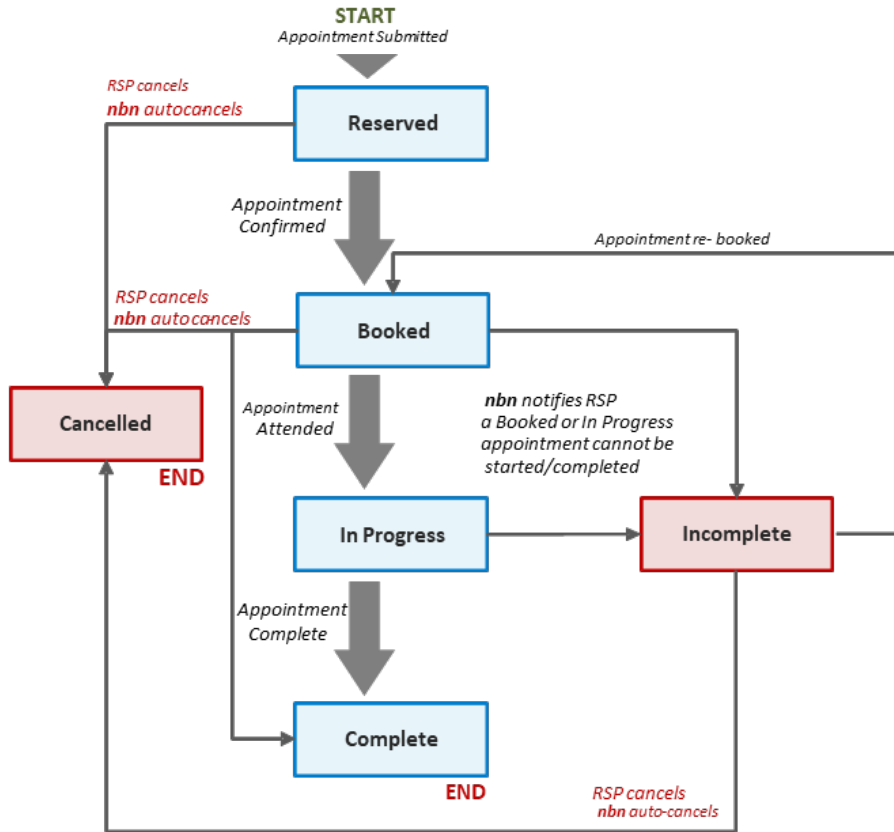 START
Appointment Submitted
RSP cancels
nbn autocancels
Reserved
Appointment
Confirmed
Appointment re- booked
RSP cancels
nbn autocancels
Booked
Cancelled
END
Appointment
Attended
nbn notifies RSP
a Booked or In Progress
appointment cannot be
started/completed
In Progress
Incomplete
Appointment
Complete
Complete
END
RSP cancels
nbn auto-cancels